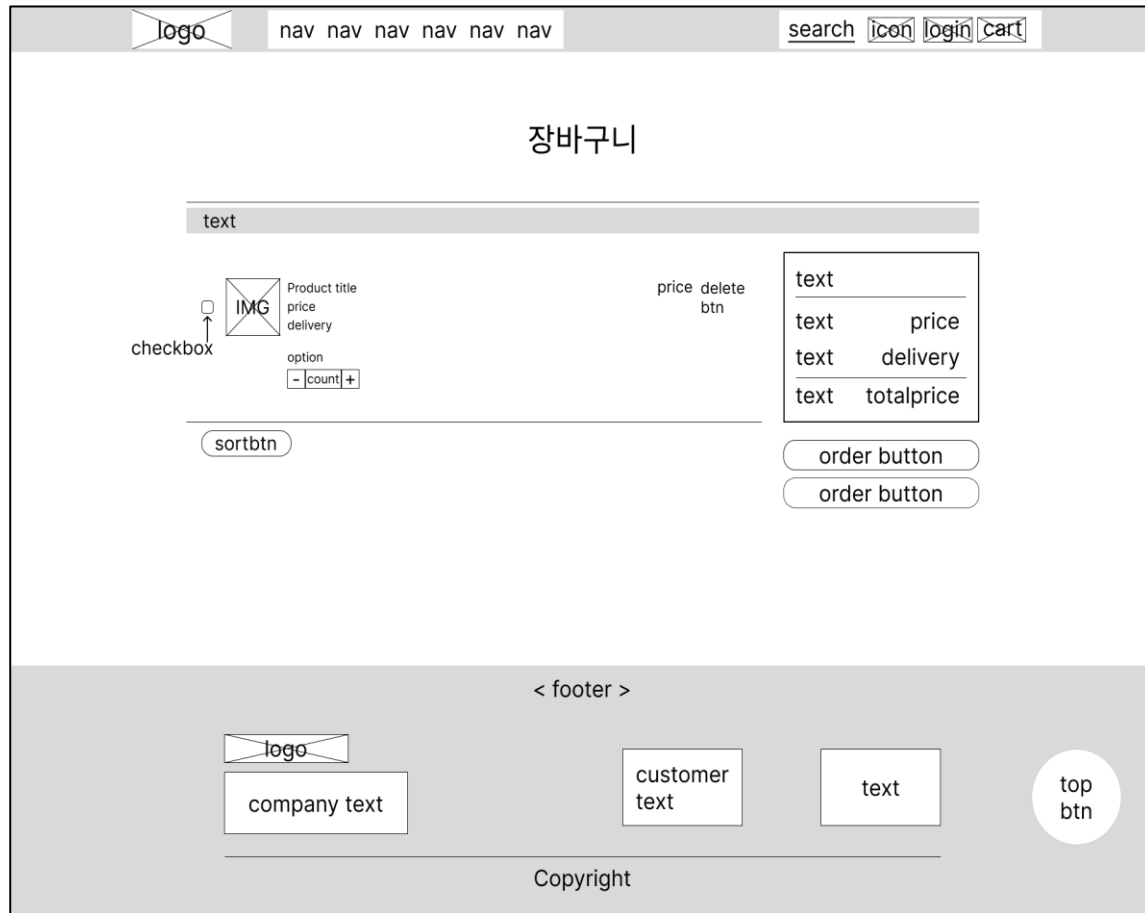 logo nav nav nav nav nav nav search icon login cart
장바구니
text
IMG
Product title
price
delivery
option
- count +
checkbox
price delete
btn
sortbtn
text
text price
text delivery
text totalprice
order button
order button
< footer >
logo
company text
customer
text
text
top
btn
Copyright